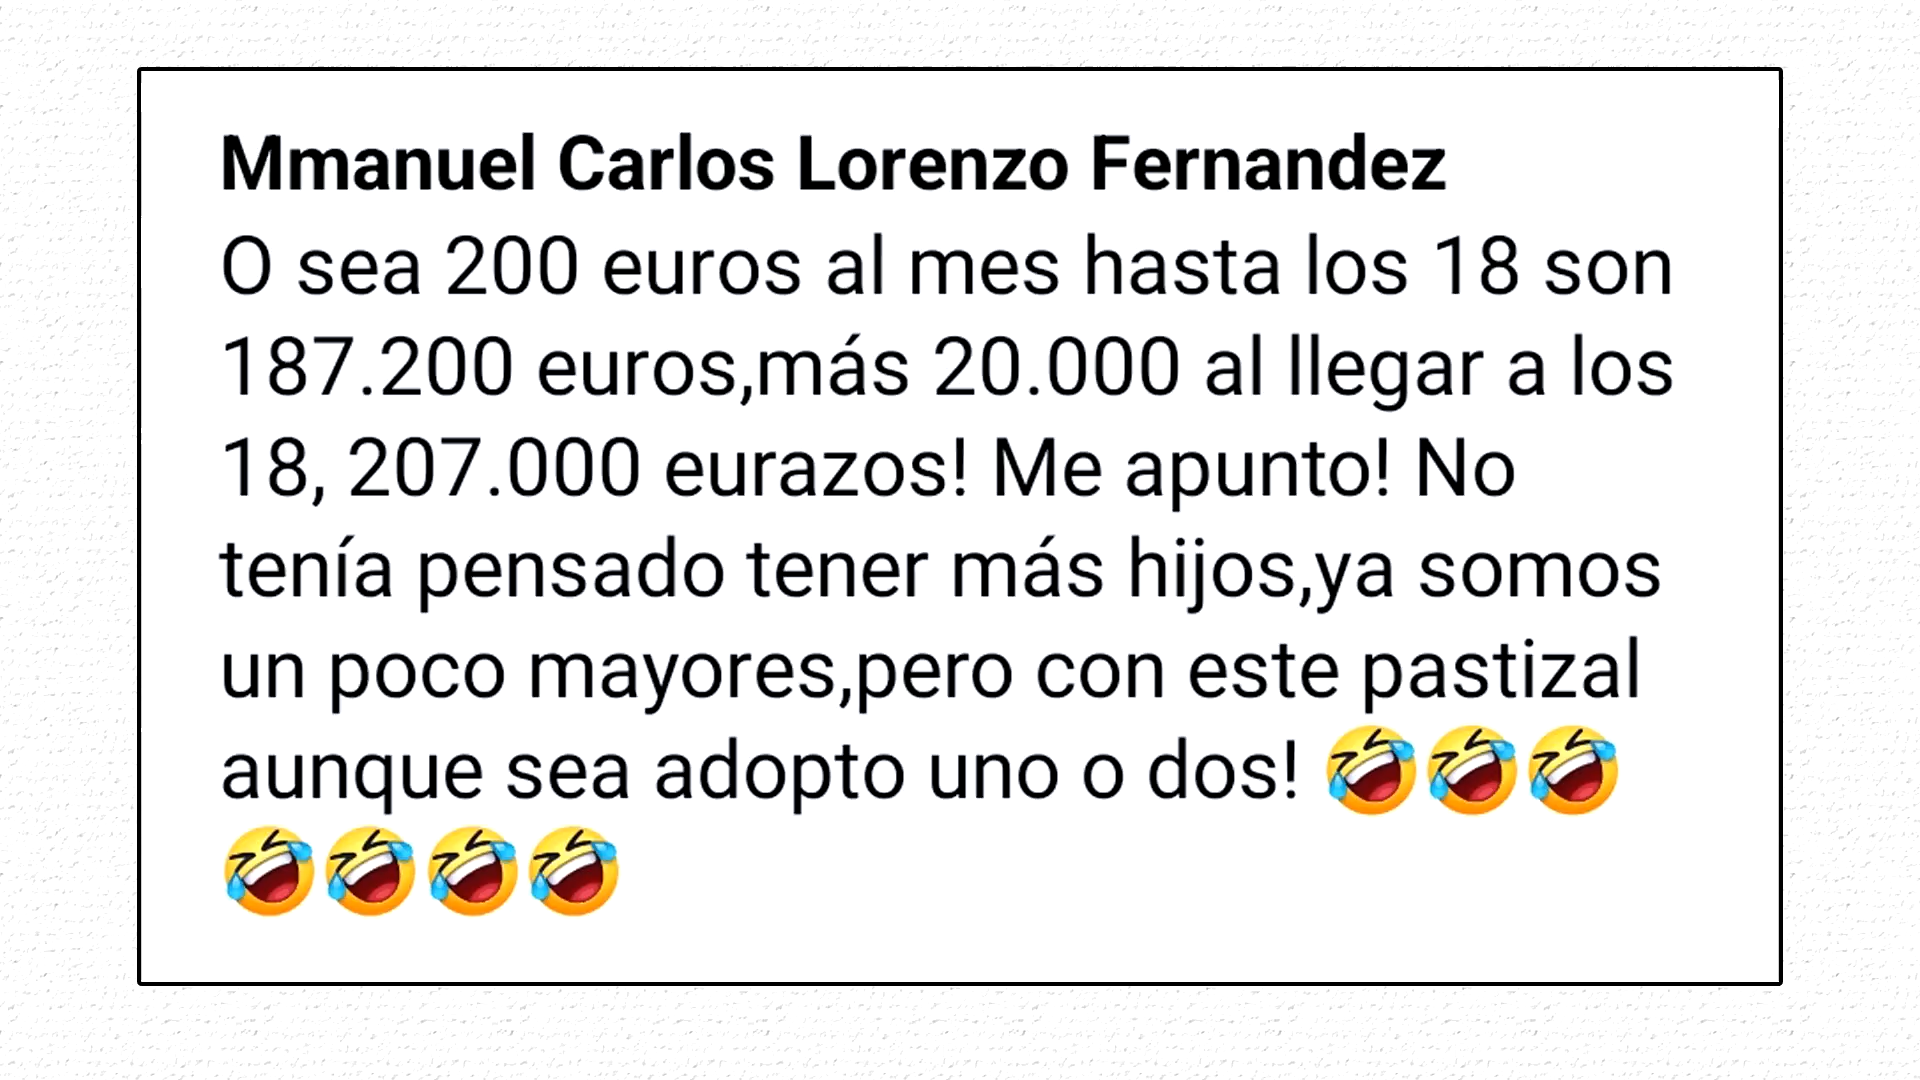 Mmanuel Carlos Lorenzo Fernandez
O sea 200 euros al mes hasta los 18 son
187.200 euros,más 20.000 al llegar a los
18, 207.000 eurazos! Me apunto! No
tenía pensado tener más hijos,ya somos
un poco mayores,pero con este pastizal
aunque sea adopto uno o dos! 🤣🤣🤣
🤣🤣🤣🤣